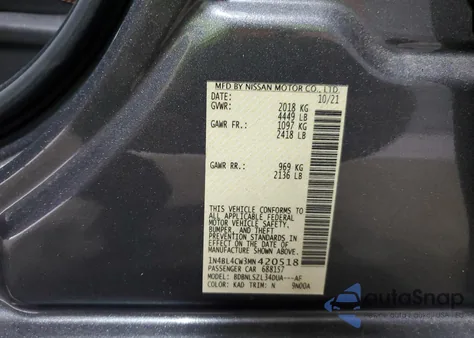 MFD BY NISSAN MOTOR CO., LTD.
DATE: 10/21
GVWR: 2018 KG
4449 LB
GAWR FR.: 1097 KG
2418 LB
GAWR RR.: 969 KG
2136 LB
THIS VEHICLE CONFORMS TO
ALL APPLICABLE FEDERAL
MOTOR VEHICLE SAFETY,
BUMPER, AND THEFT
PREVENTION STANDARDS IN
EFFECT ON THE DATE OF
MANUFACTURE SHOWN ABOVE.
1N4BL4CW3MN420518
PASSENGER CAR 688157
MODEL: BDBNLSZL34DUA---AF
COLOR: KAD TRIM: N 9N00A
autoSnap